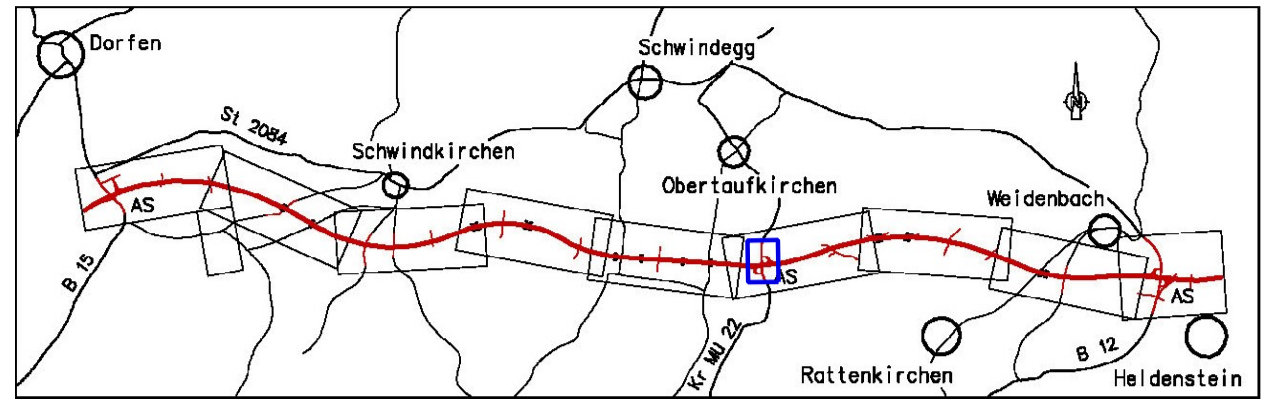 Dorfen
Schwindegg
St 2084
Schwindkirchen
N
Obertaufkirchen
Weidenbach
AS
B 15
AS
Kr MÜ 22
AS
B 12
Rattenkirchen
Heldenstein